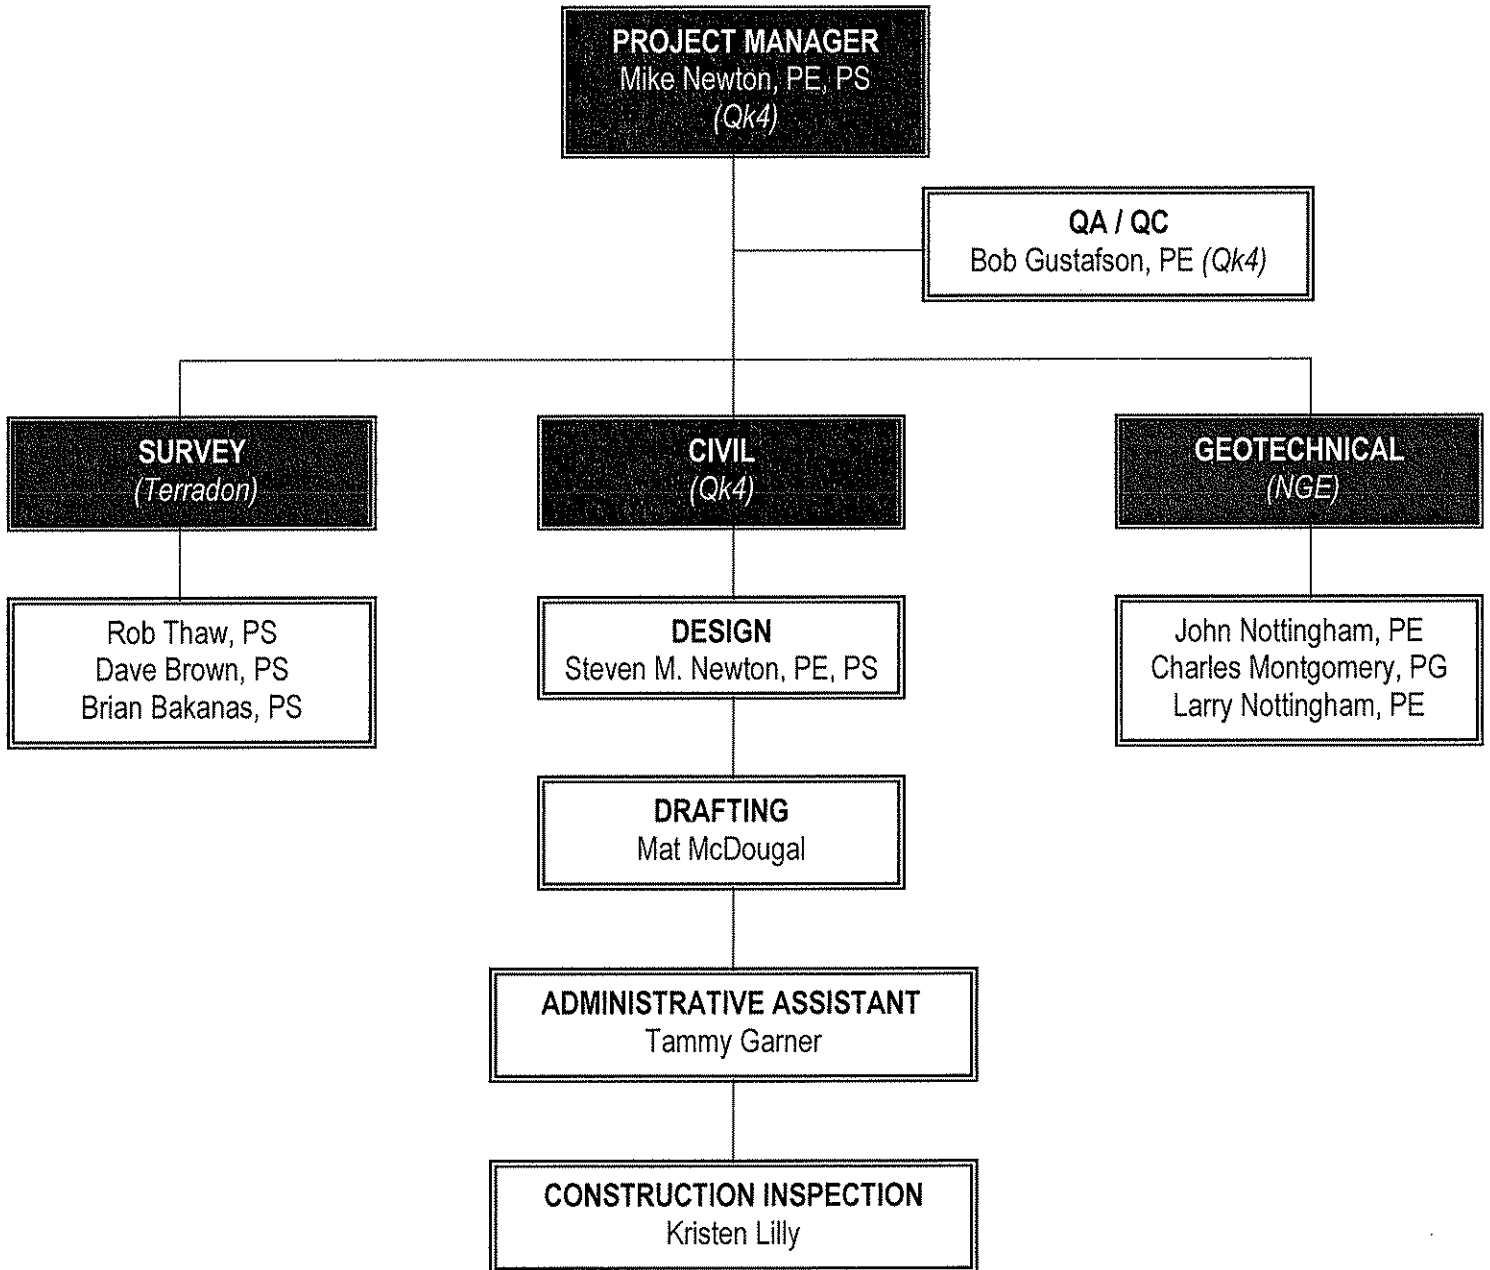 PROJECT MANAGER
Mike Newton, PE, PS
(Qk4)
QA / QC
Bob Gustafson, PE (Qk4)
SURVEY
(Terradon)
CIVIL
(Qk4)
GEOTECHNICAL
(NGE)
Rob Thaw, PS
Dave Brown, PS
Brian Bakanas, PS
DESIGN
Steven M. Newton, PE, PS
John Nottingham, PE
Charles Montgomery, PG
Larry Nottingham, PE
DRAFTING
Mat McDougal
ADMINISTRATIVE ASSISTANT
Tammy Garner
CONSTRUCTION INSPECTION
Kristen Lilly